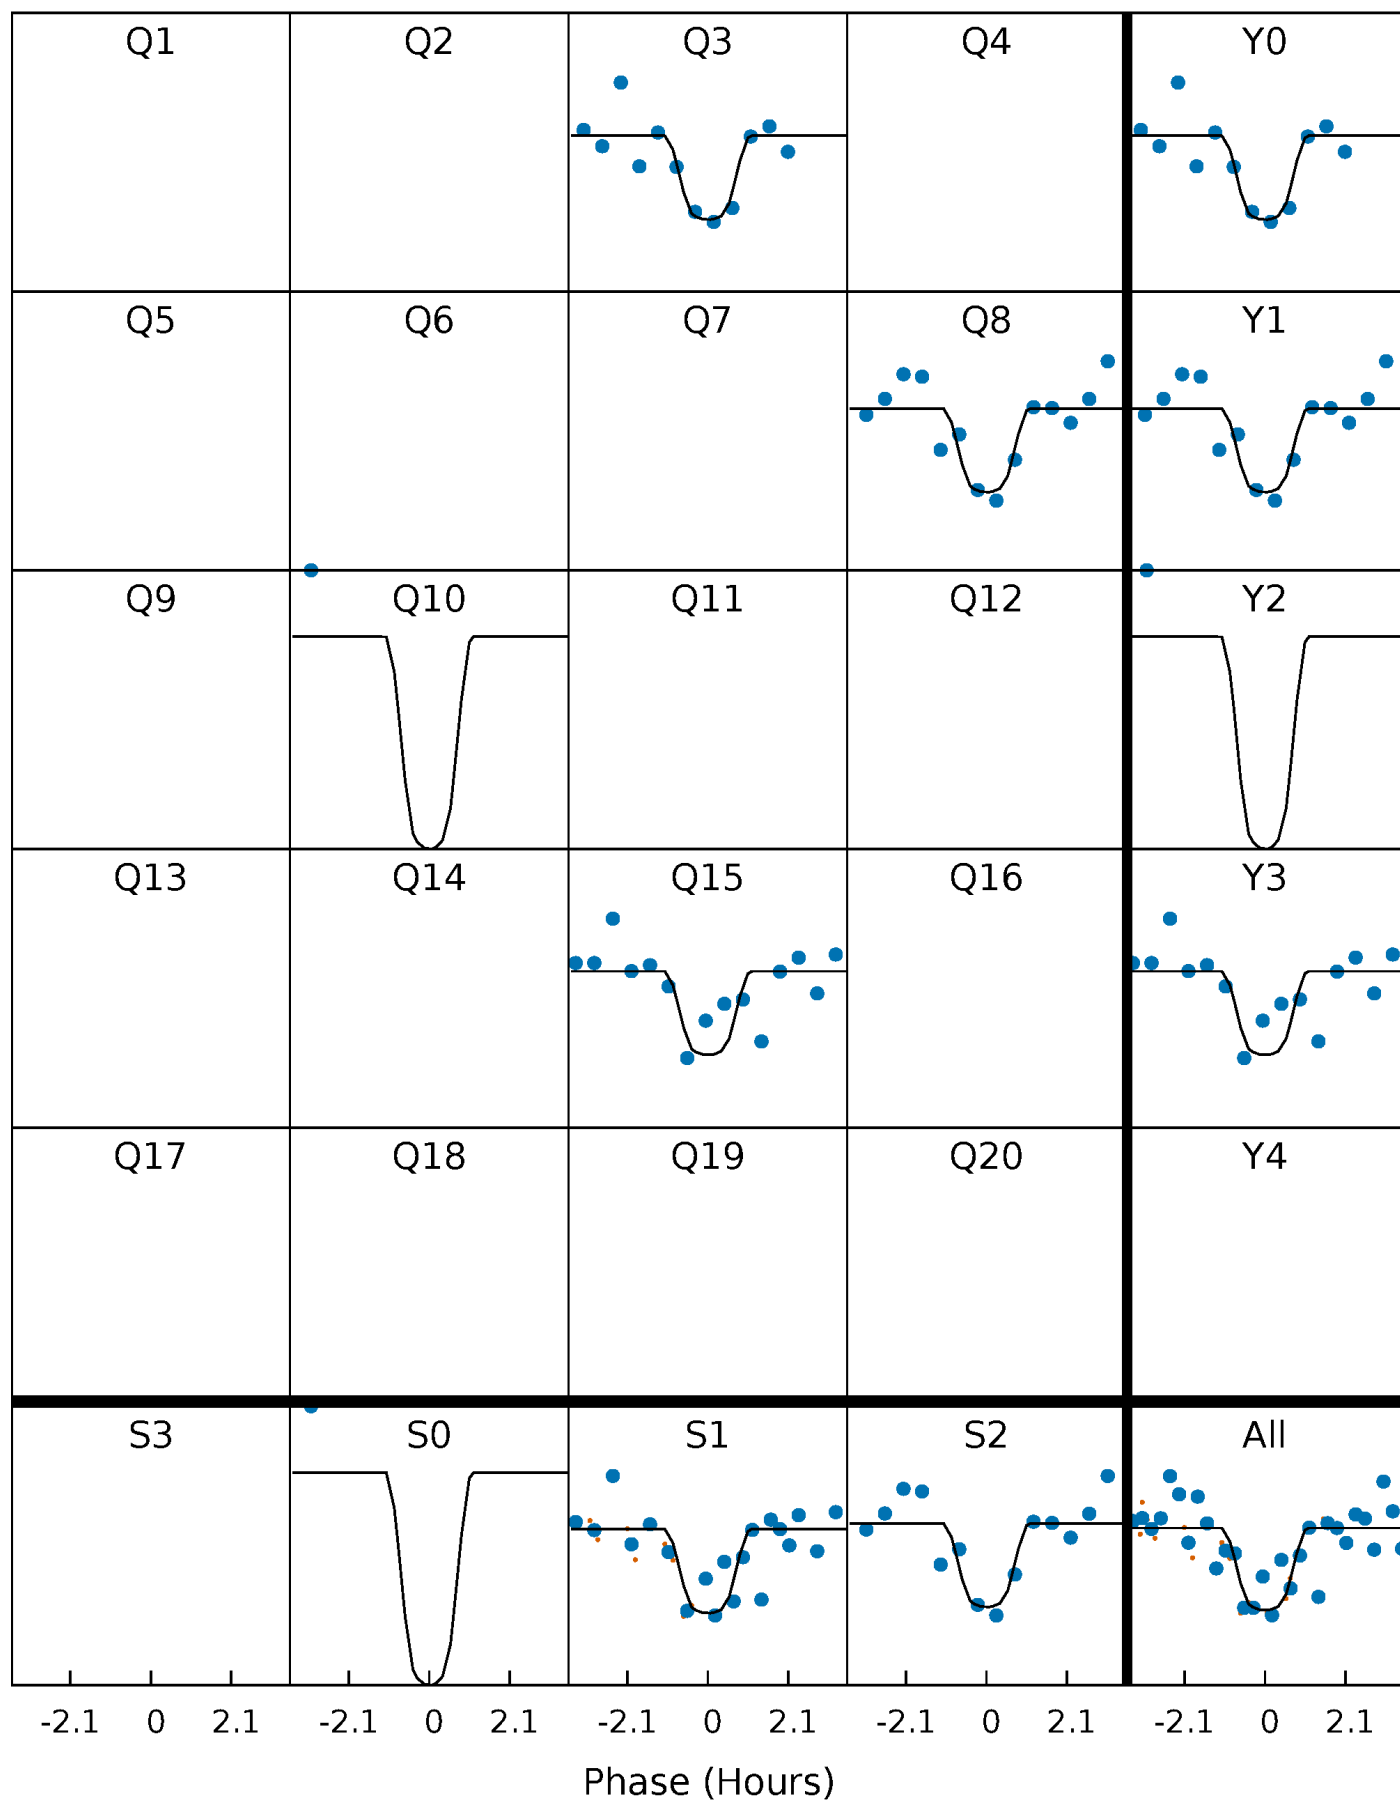 Q1 Q2 Q3 Q4 Y0
Q5 Q6 Q7 Q8 Y1
Q9 Q10 Q11 Q12 Y2
Q13 Q14 Q15 Q16 Y3
Q17 Q18 Q19 Q20 Y4
S3 S0 S1 S2 All
-2.1 0 2.1 -2.1 0 2.1 -2.1 0 2.1 -2.1 0 2.1 -2.1 0 2.1
Phase (Hours)